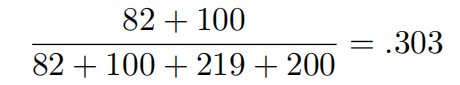 82 + 100
82 + 100 + 219 + 200 = .303